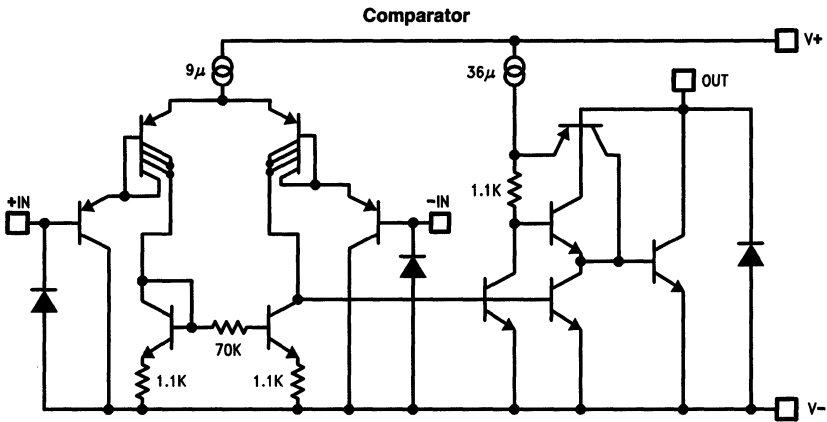 Comparator
V+
9μ
36μ
OUT
1.1K
+IN
-IN
70K
1.1K
1.1K
V-